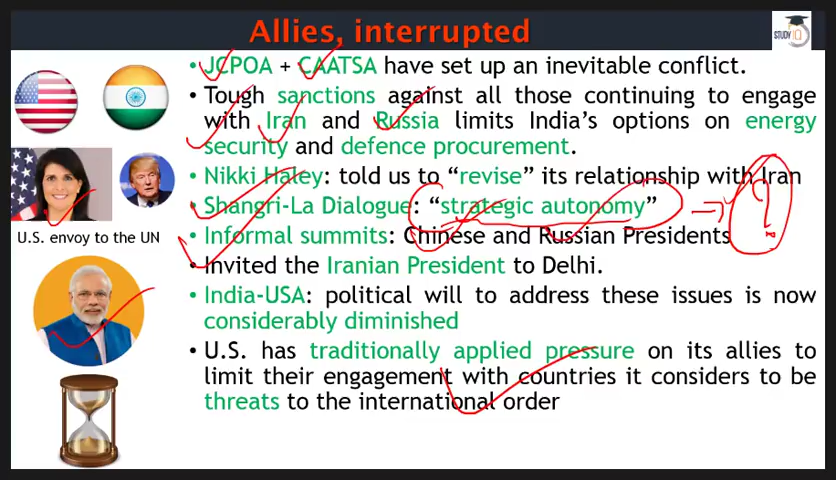 Allies, interrupted
STUDY IQ
JCPOA + CAATSA have set up an inevitable conflict.
Tough sanctions against all those continuing to engage
with Iran and Russia limits India's options on energy
security and defence procurement.
Nikki Haley: told us to “revise” its relationship with Iran
Shangri-La Dialogue: “strategic autonomy”
?
U.S. envoy to the UN
Informal summits: Chinese and Russian Presidents
Invited the Iranian President to Delhi.
India-USA: political will to address these issues is now
considerably diminished
U.S. has traditionally applied pressure on its allies to
limit their engagement with countries it considers to be
threats to the international order